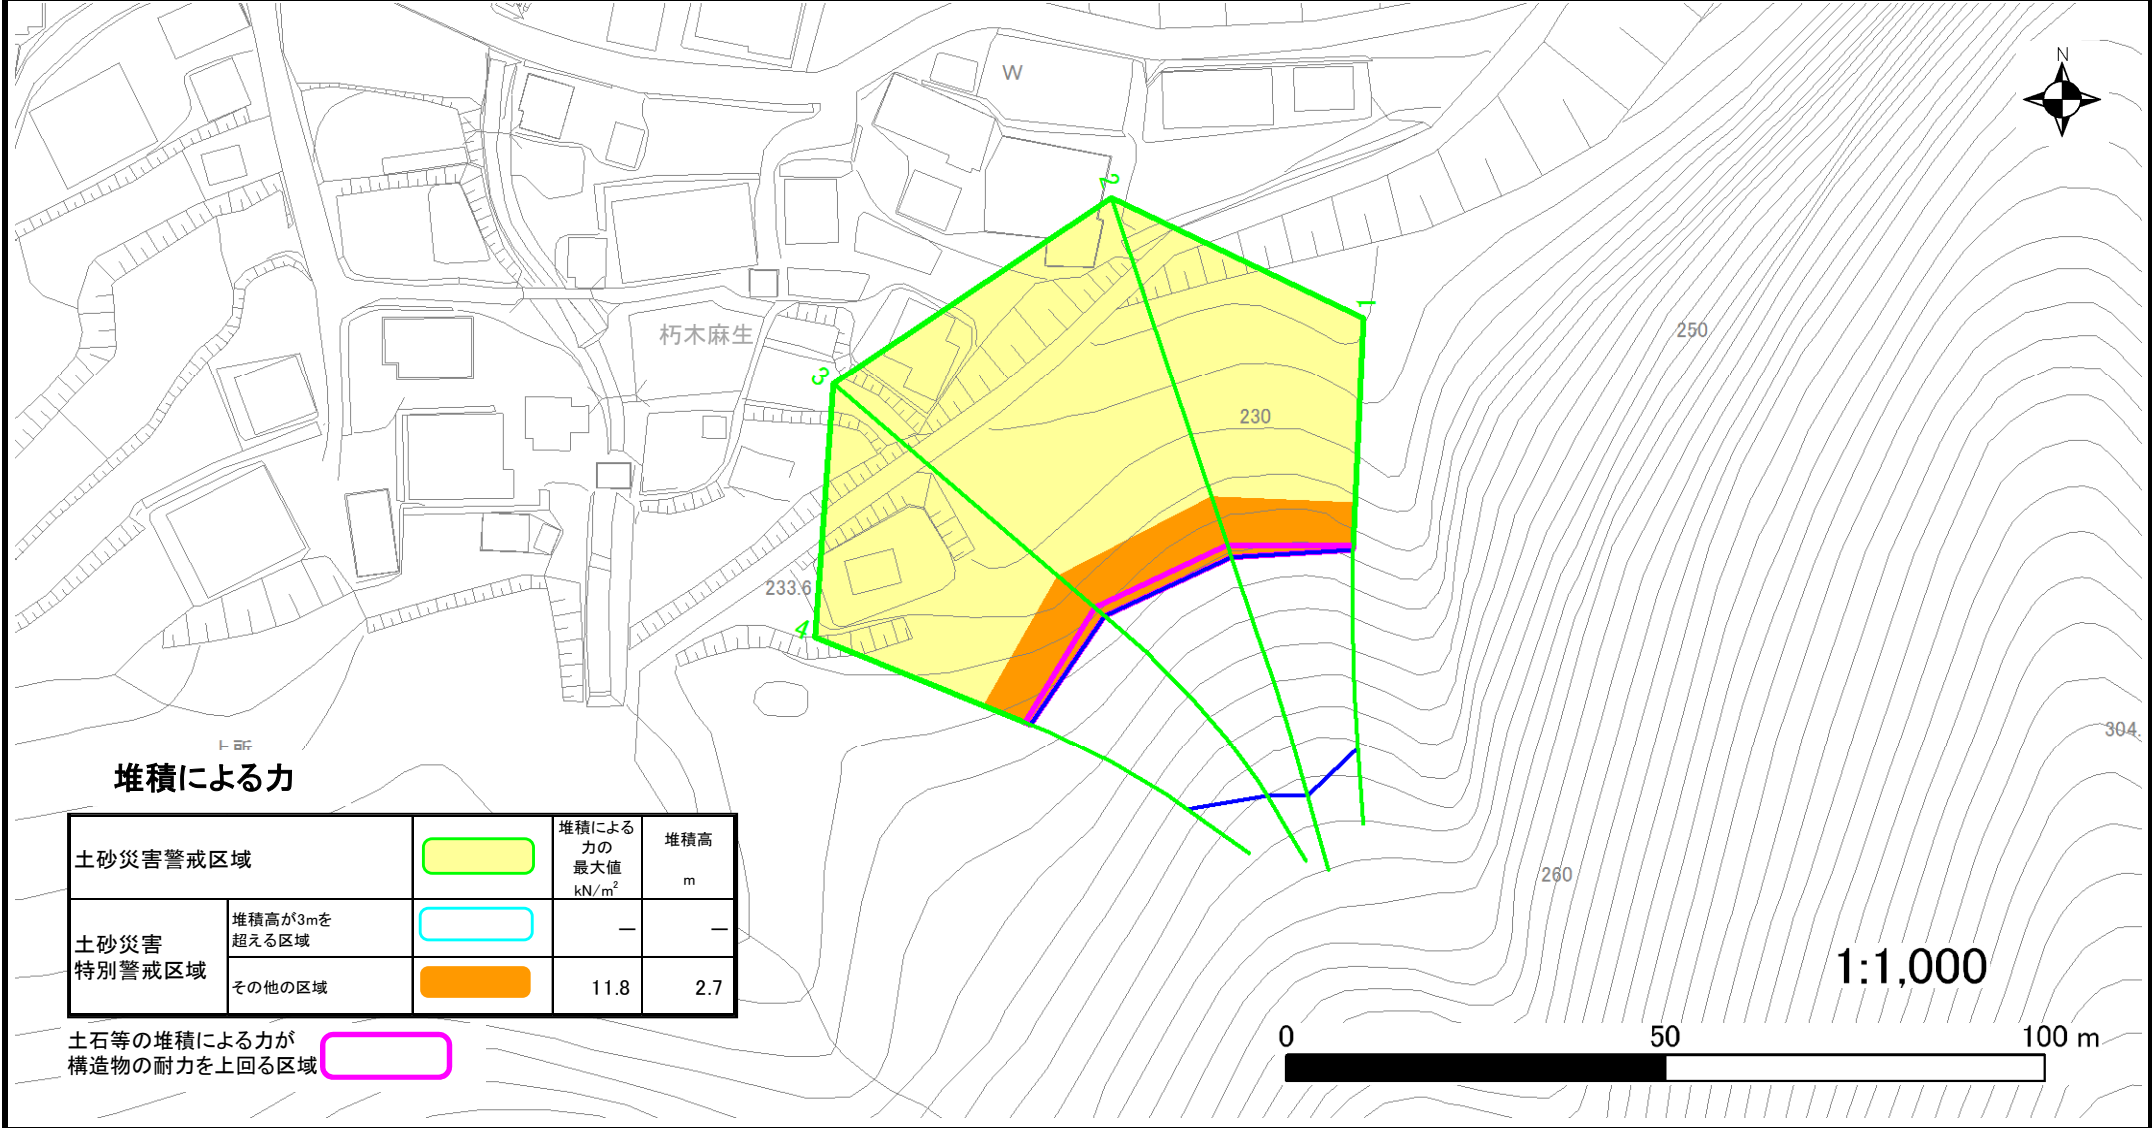 N
W
2
1
250
朽木麻生
3
230
233.6
4
304.
上所
堆積による力
土砂災害警戒区域
堆積による
力の
最大値
kN/m²
堆積高
m
土砂災害
特別警戒区域
堆積高が3mを
超える区域
－
－
その他の区域
11.8
2.7
260
1:1,000
土石等の堆積による力が
構造物の耐力を上回る区域
0
50
100 m